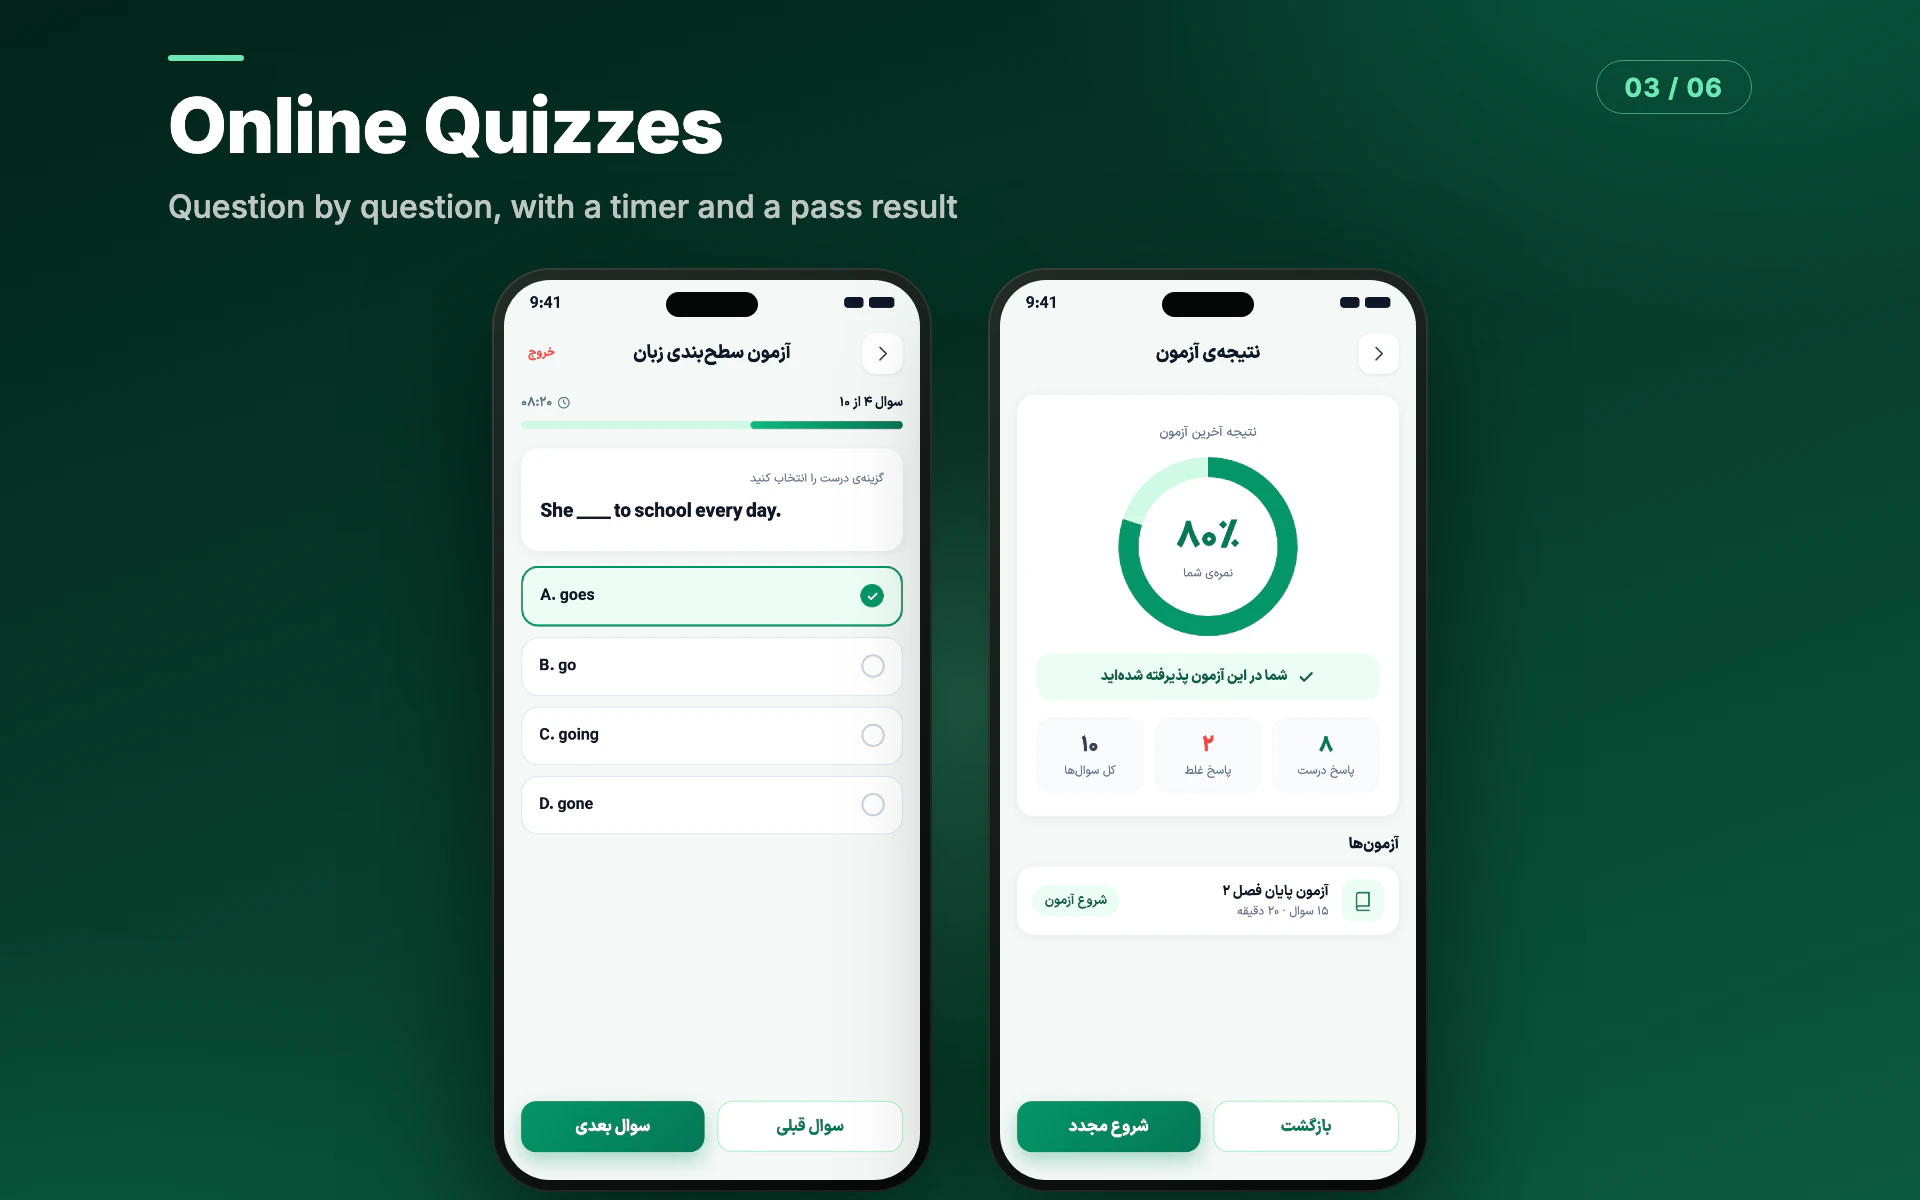 Online Quizzes
03 / 06
Question by question, with a timer and a pass result
9:41
آزمون سطح‌بندی زبان
خروج
سوال ۴ از ۱۰
۰۸:۲۰
گزینه‌ی درست را انتخاب کنید
She ____ to school every day.
A. goes
B. go
C. going
D. gone
سوال قبلی
سوال بعدی
9:41
نتیجه‌ی آزمون
نتیجه آخرین آزمون
۸۰٪
نمره‌ی شما
شما در این آزمون پذیرفته شده‌اید
۸
پاسخ درست
۲
پاسخ غلط
۱۰
کل سوال‌ها
آزمون‌ها
آزمون پایان فصل ۲
۱۵ سوال · ۲۰ دقیقه
شروع آزمون
بازگشت
شروع مجدد